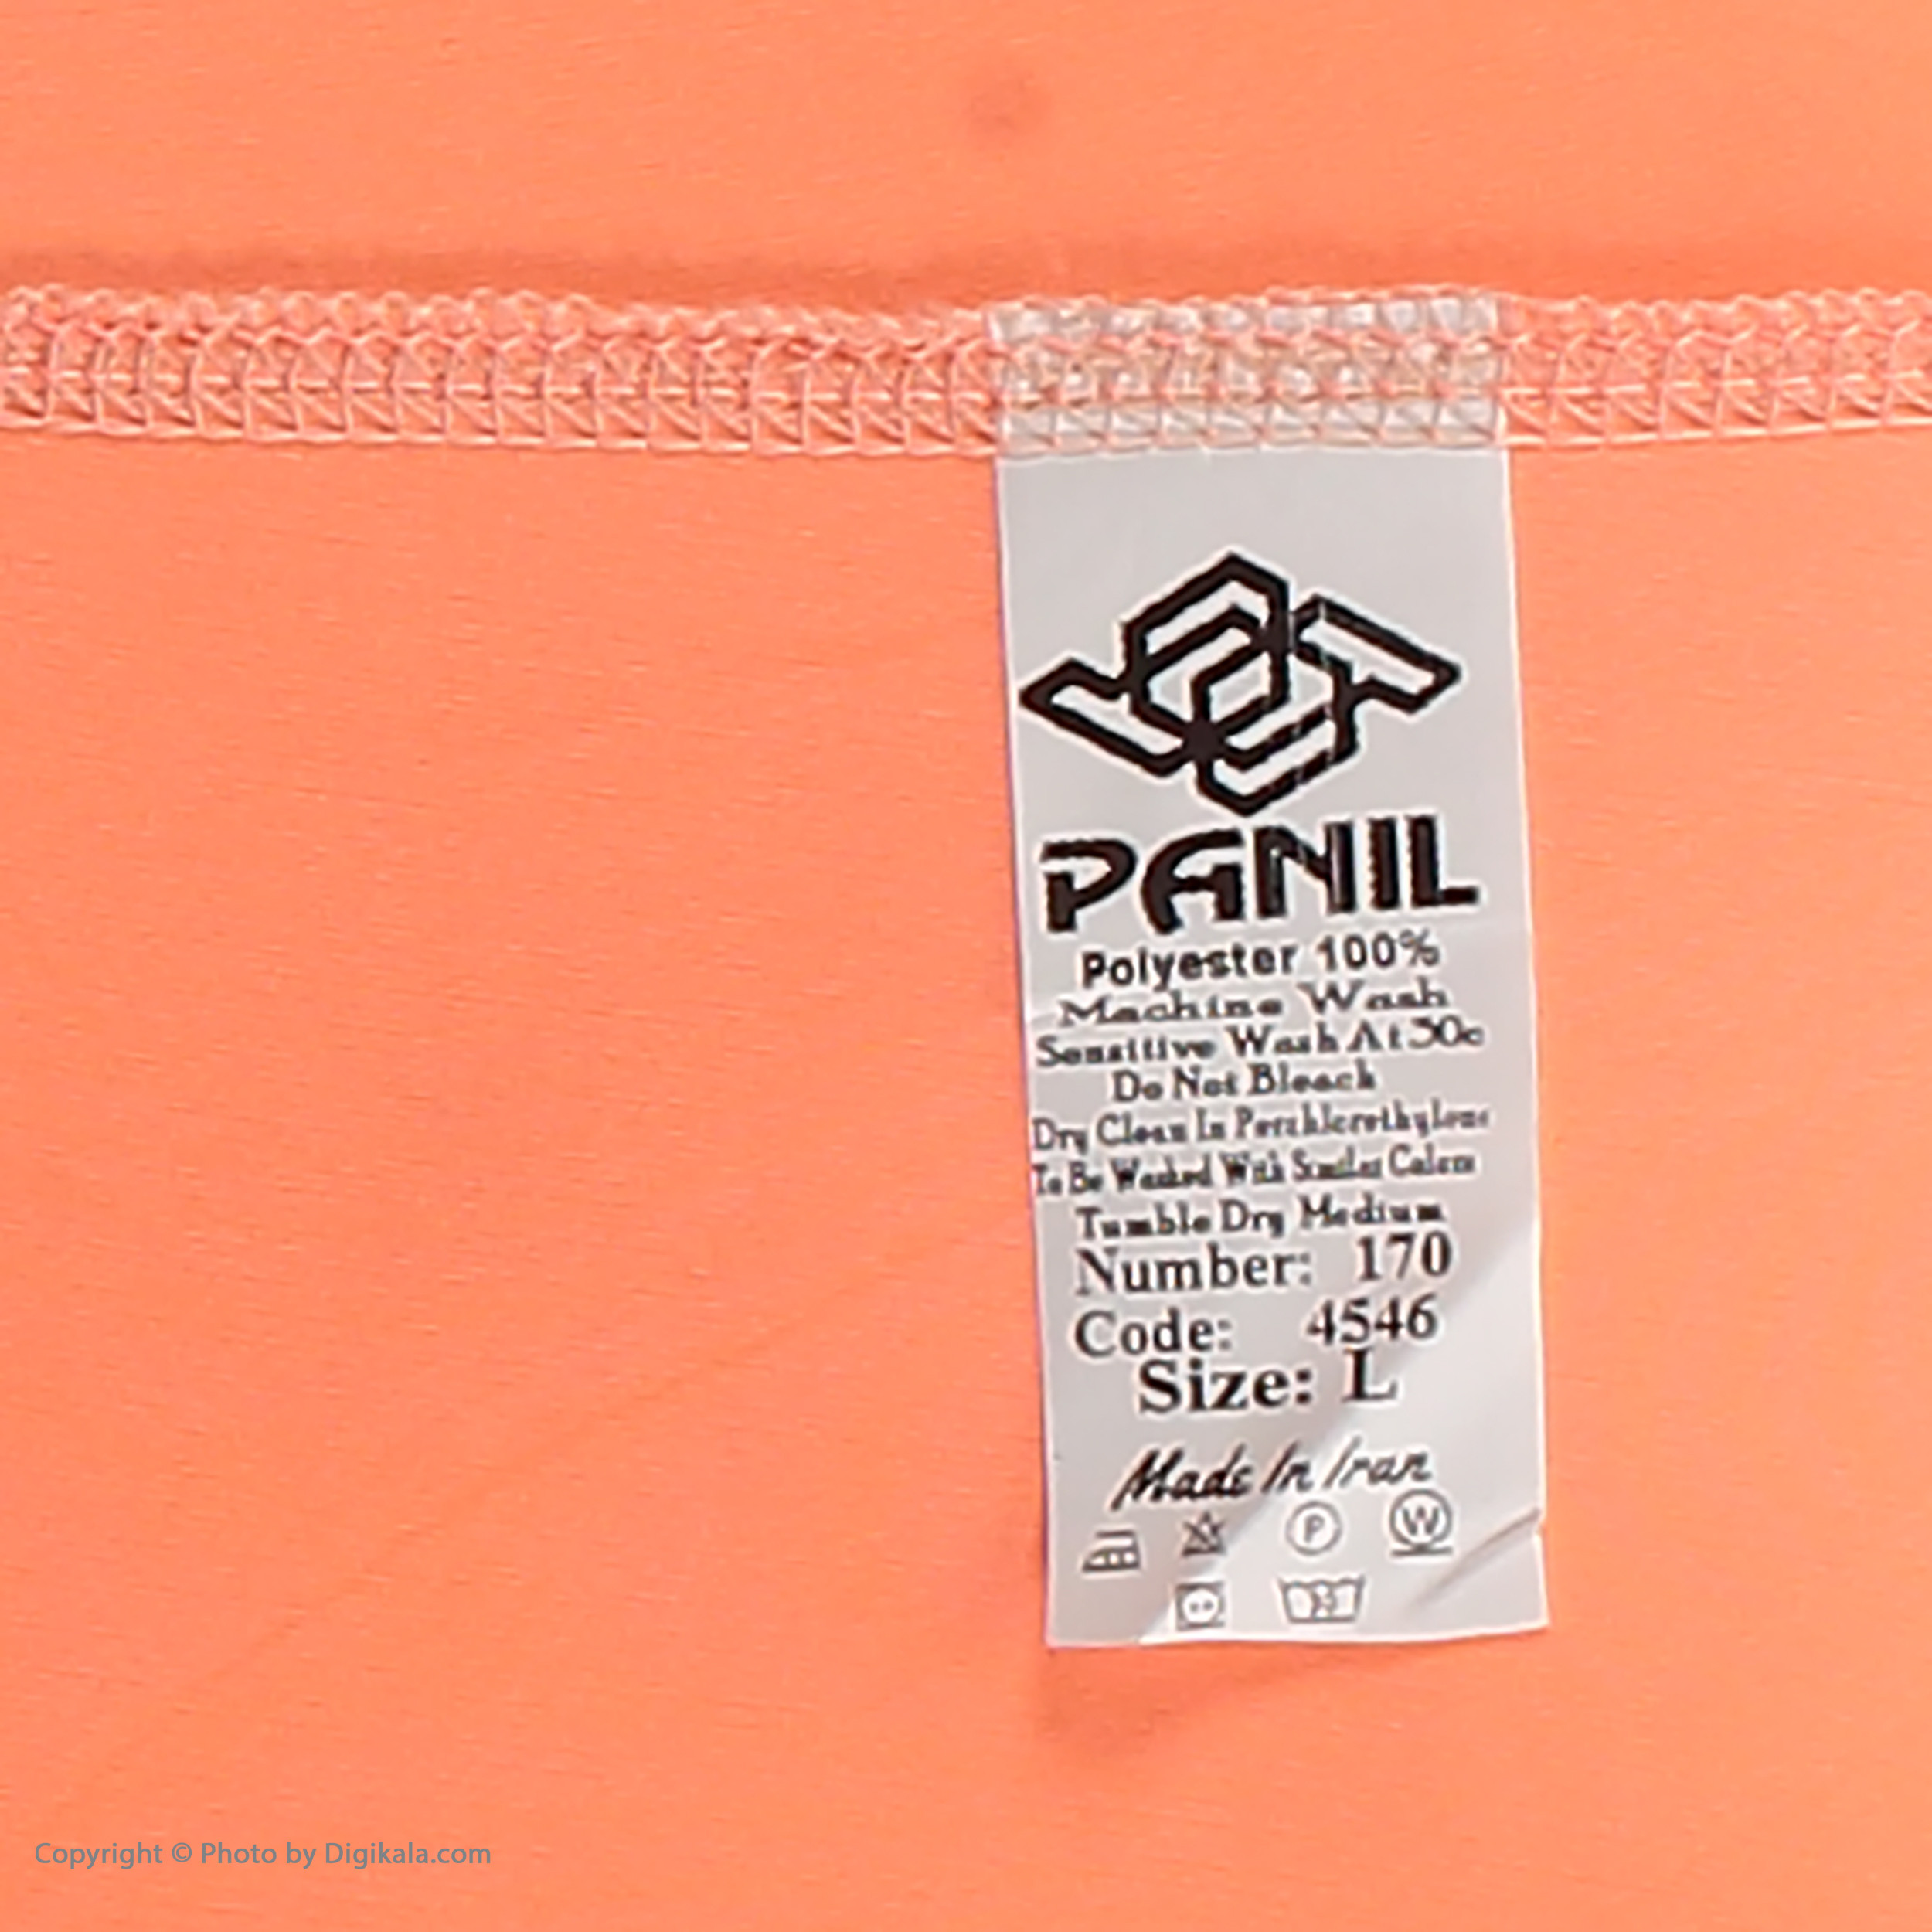 PANIL
Polyester 100%
Machine Wash
Sensitive Wash At 30c
Do Not Bleach
Dry Clean In Perchlorethylene
To Be Washed With Similar Colors
Tumble Dry Medium
Number: 170
Code: 4546
Size: L
Made In Iran
P W
Copyright © Photo by Digikala.com